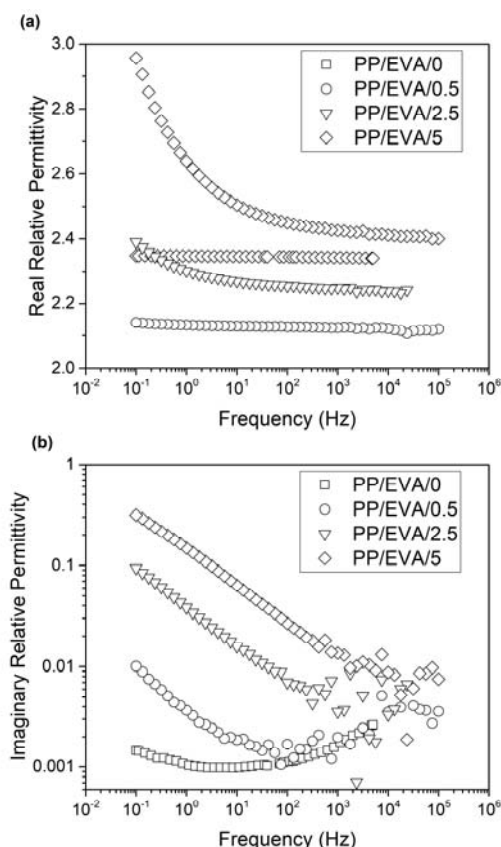 (a)
3.0
2.8
2.6
2.4
2.2
2.0
Real Relative Permittivity
PP/EVA/0
PP/EVA/0.5
PP/EVA/2.5
PP/EVA/5
10⁻² 10⁻¹ 10⁰ 10¹ 10² 10³ 10⁴ 10⁵ 10⁶
Frequency (Hz)
(b)
1
0.1
0.01
0.001
Imaginary Relative Permittivity
PP/EVA/0
PP/EVA/0.5
PP/EVA/2.5
PP/EVA/5
10⁻² 10⁻¹ 10⁰ 10¹ 10² 10³ 10⁴ 10⁵ 10⁶
Frequency (Hz)